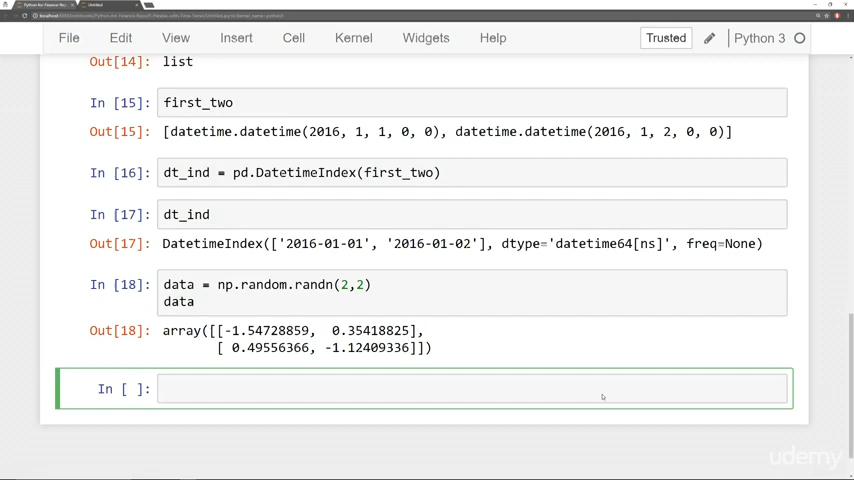 Untitled
File Edit View Insert Cell Kernel Widgets Help Trusted Python 3
Out[14]: list
In [15]: first_two
Out[15]: [datetime.datetime(2016, 1, 1, 0, 0), datetime.datetime(2016, 1, 2, 0, 0)]
In [16]: dt_ind = pd.DatetimeIndex(first_two)
In [17]: dt_ind
Out[17]: DatetimeIndex(['2016-01-01', '2016-01-02'], dtype='datetime64[ns]', freq=None)
In [18]: data = np.random.randn(2,2)
data
Out[18]: array([[-1.54728859, 0.35418825],
[ 0.49556366, -1.12409336]])
In [ ]:
udemy